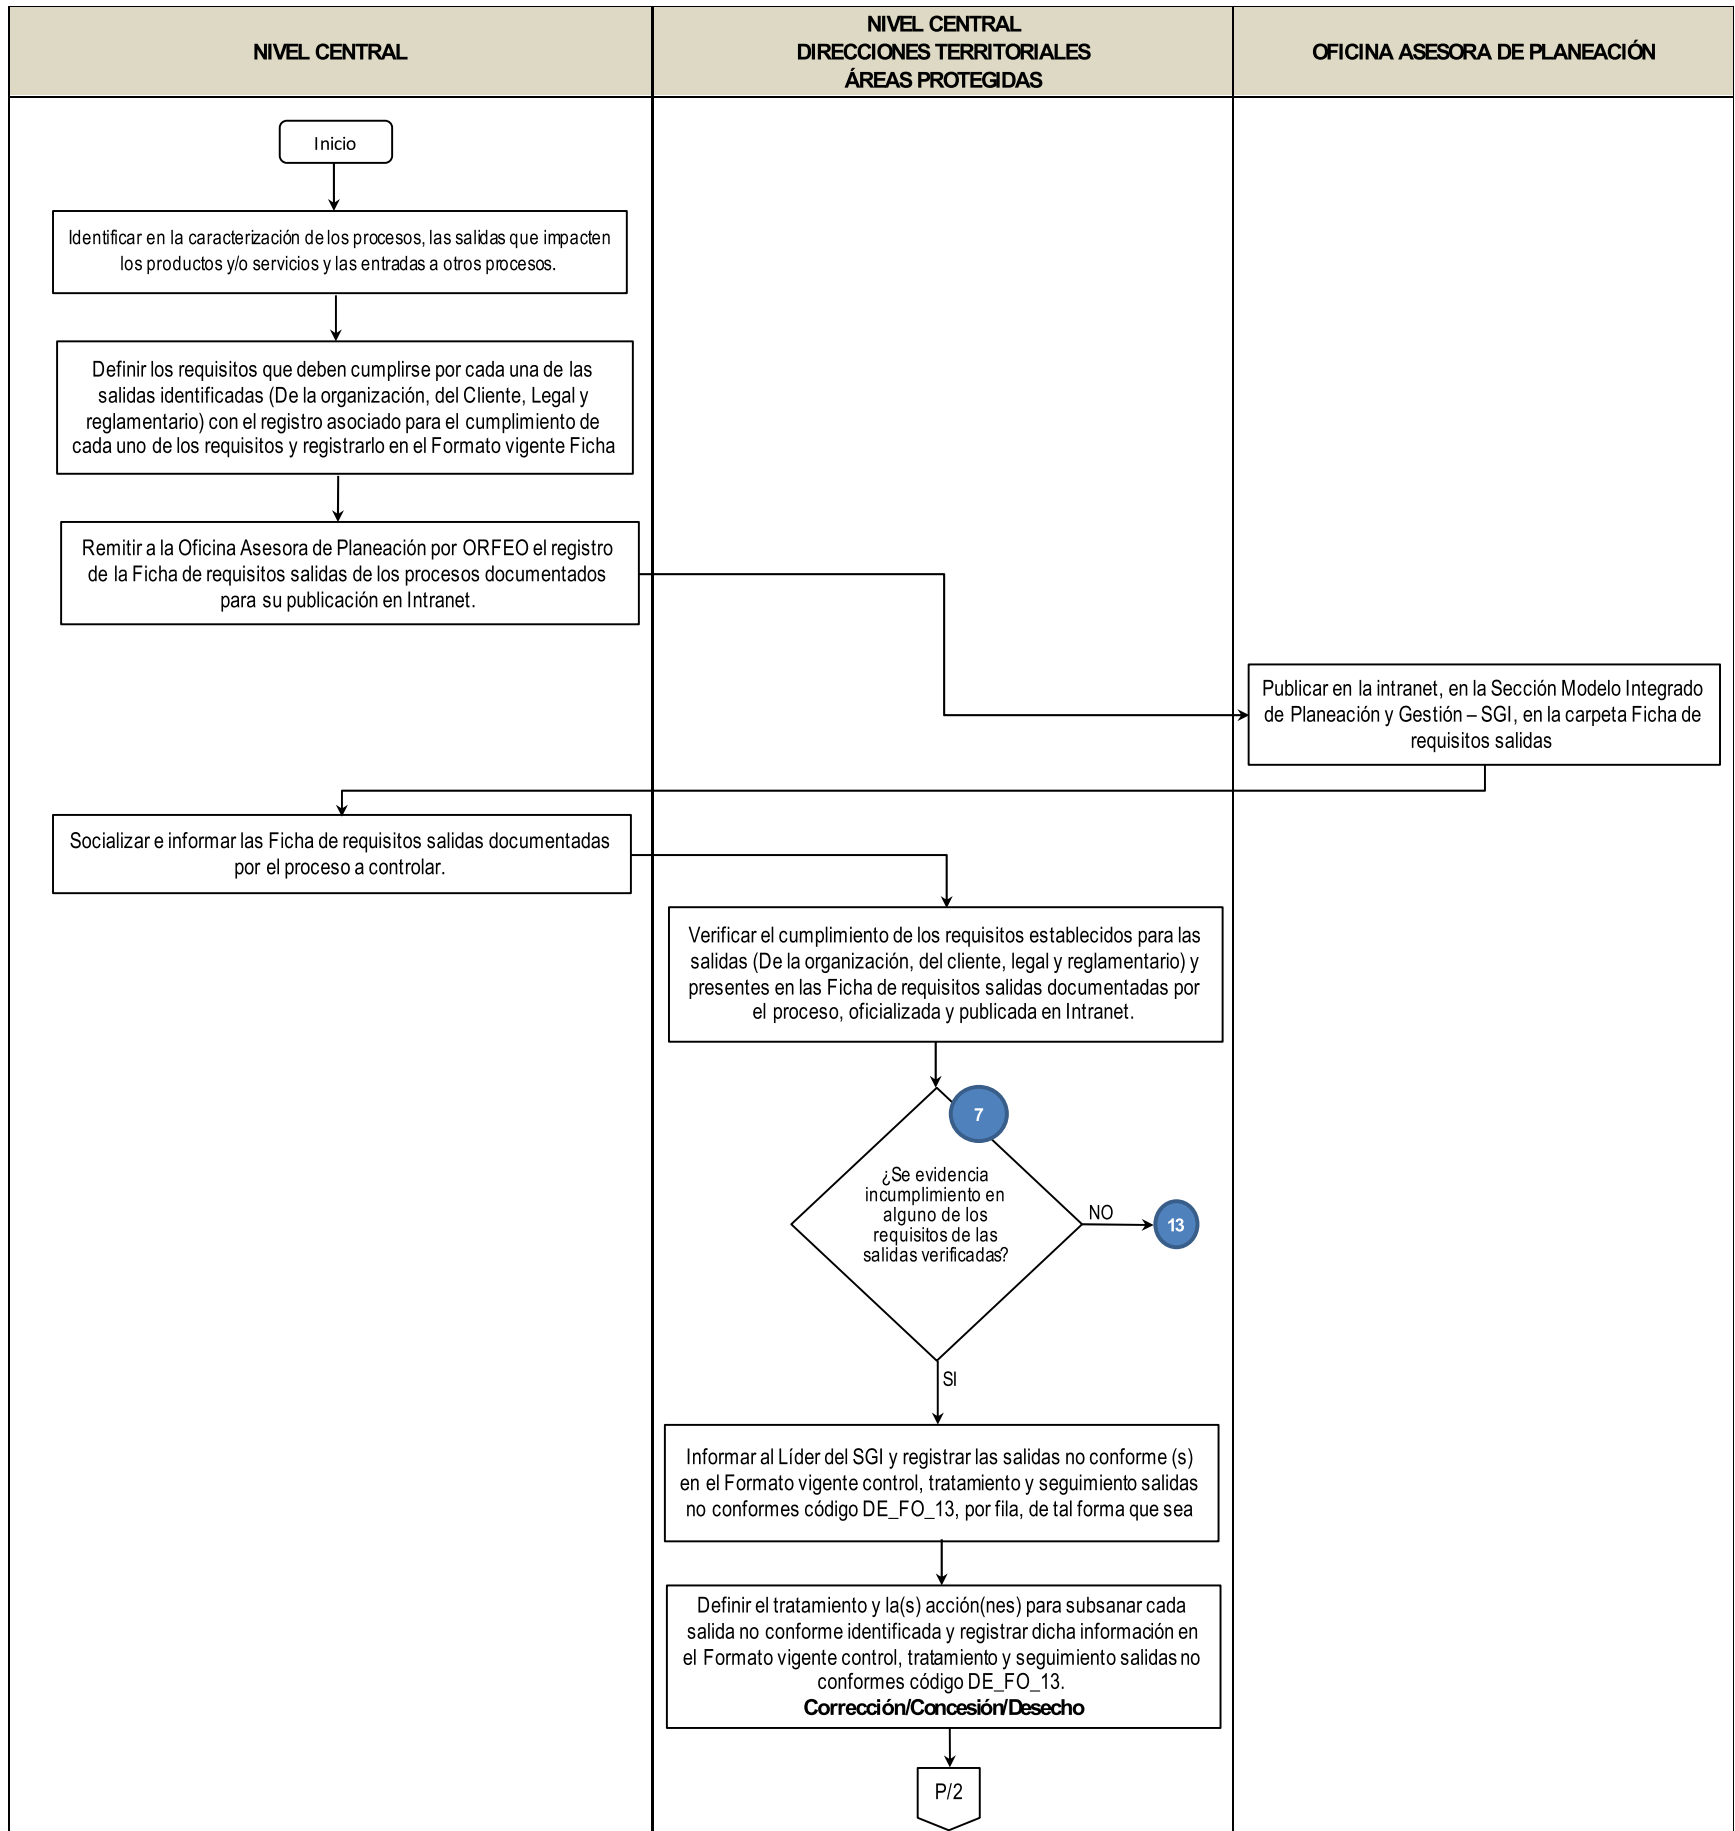 NIVEL CENTRAL
NIVEL CENTRAL
DIRECCIONES TERRITORIALES
ÁREAS PROTEGIDAS
OFICINA ASESORA DE PLANEACIÓN
Inicio
Identificar en la caracterización de los procesos, las salidas que impacten
los productos y/o servicios y las entradas a otros procesos.
Definir los requisitos que deben cumplirse por cada una de las
salidas identificadas (De la organización, del Cliente, Legal y
reglamentario) con el registro asociado para el cumplimiento de
cada uno de los requisitos y registrarlo en el Formato vigente Ficha
Remitir a la Oficina Asesora de Planeación por ORFEO el registro
de la Ficha de requisitos salidas de los procesos documentados
para su publicación en Intranet.
Publicar en la intranet, en la Sección Modelo Integrado
de Planeación y Gestión – SGI, en la carpeta Ficha de
requisitos salidas
Socializar e informar las Ficha de requisitos salidas documentadas
por el proceso a controlar.
Verificar el cumplimiento de los requisitos establecidos para las
salidas (De la organización, del cliente, legal y reglamentario) y
presentes en las Ficha de requisitos salidas documentadas por
el proceso, oficializada y publicada en Intranet.
7
¿Se evidencia
incumplimiento en
alguno de los
requisitos de las
salidas verificadas?
NO
13
SI
Informar al Líder del SGI y registrar las salidas no conforme (s)
en el Formato vigente control, tratamiento y seguimiento salidas
no conformes código DE_FO_13, por fila, de tal forma que sea
Definir el tratamiento y la(s) acción(nes) para subsanar cada
salida no conforme identificada y registrar dicha información en
el Formato vigente control, tratamiento y seguimiento salidas no
conformes código DE_FO_13.
Corrección/Concesión/Desecho
P/2